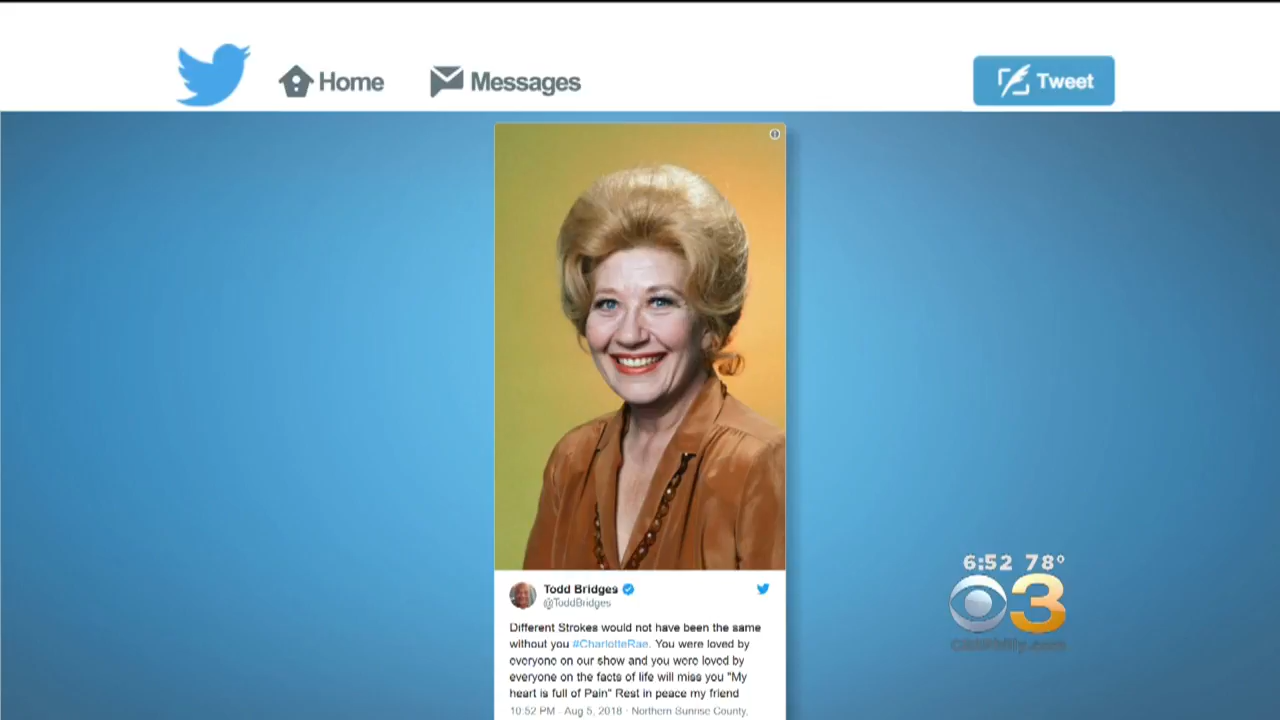 Home
Messages
Tweet
Todd Bridges
@ToddBridges
Different Strokes would not have been the same
without you #CharlotteRae. You were loved by
everyone on our show and you were loved by
everyone on the facts of life will miss you "My
heart is full of Pain" Rest in peace my friend
10:52 PM - Aug 5, 2018 · Northern Sunrise County,
6:52 78°
3